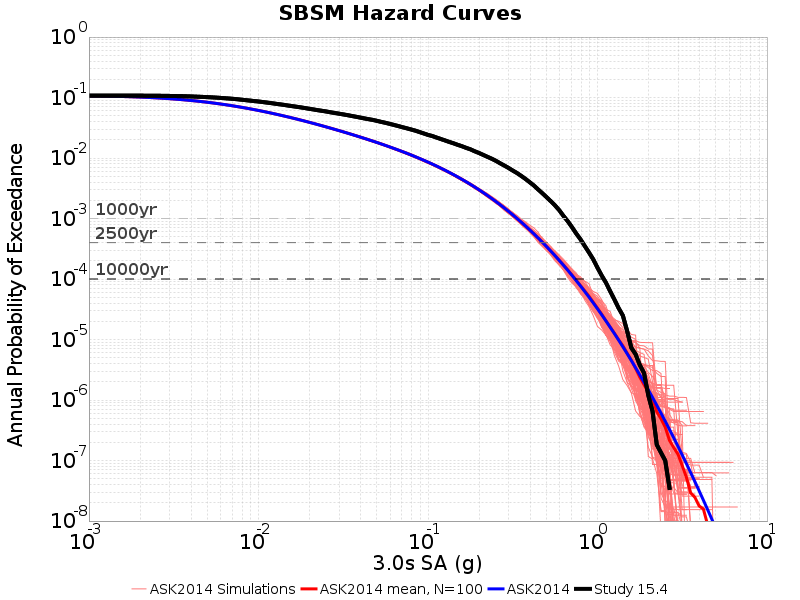 SBSM Hazard Curves
Annual Probability of Exceedance
10^0
10^-1
10^-2
10^-3
10^-4
10^-5
10^-6
10^-7
10^-8
1000yr
2500yr
10000yr
10^-3 10^-2 10^-1 10^0 10^1
3.0s SA (g)
ASK2014 Simulations ASK2014 mean, N=100 ASK2014 Study 15.4